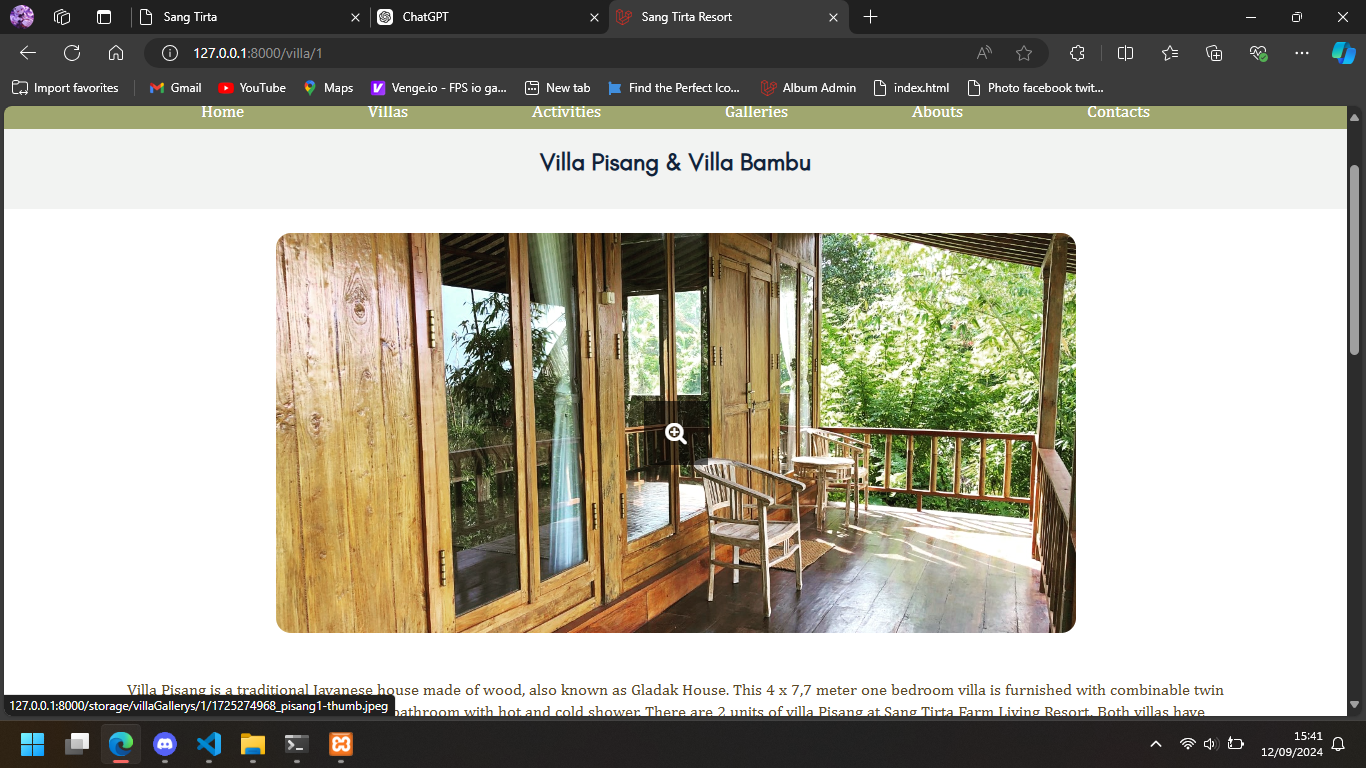 Sang Tirta
ChatGPT
Sang Tirta Resort
127.0.0.1:8000/villa/1
Import favorites
Gmail
YouTube
Maps
Venge.io - FPS io ga...
New tab
Find the Perfect Ico...
Album Admin
index.html
Photo facebook twit...
Home
Villas
Activities
Galleries
Abouts
Contacts
Villa Pisang & Villa Bambu
Villa Pisang is a traditional Javanese house made of wood, also known as Gladak House. This 4 x 7,7 meter one bedroom villa is furnished with combinable twin
bathroom with hot and cold shower. There are 2 units of villa Pisang at Sang Tirta Farm Living Resort. Both villas have
127.0.0.1:8000/storage/villaGallerys/1/1725274968_pisang1-thumb.jpeg
15:41
12/09/2024